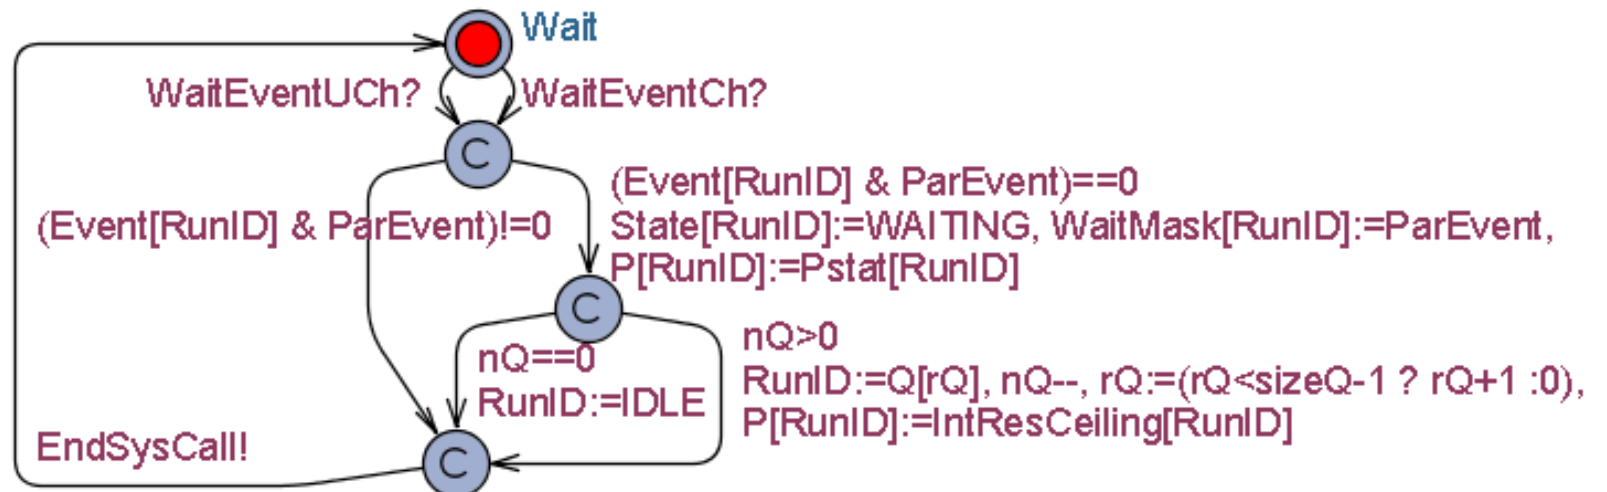 Wait
WaitEventUCh?
WaitEventCh?
C
(Event[RunID] & ParEvent)!=0
(Event[RunID] & ParEvent)==0
State[RunID]:=WAITING, WaitMask[RunID]:=ParEvent,
P[RunID]:=Pstat[RunID]
C
nQ==0
RunID:=IDLE
nQ>0
RunID:=Q[rQ], nQ--, rQ:=(rQ<sizeQ-1 ? rQ+1 :0),
P[RunID]:=IntResCeiling[RunID]
EndSysCall!
C